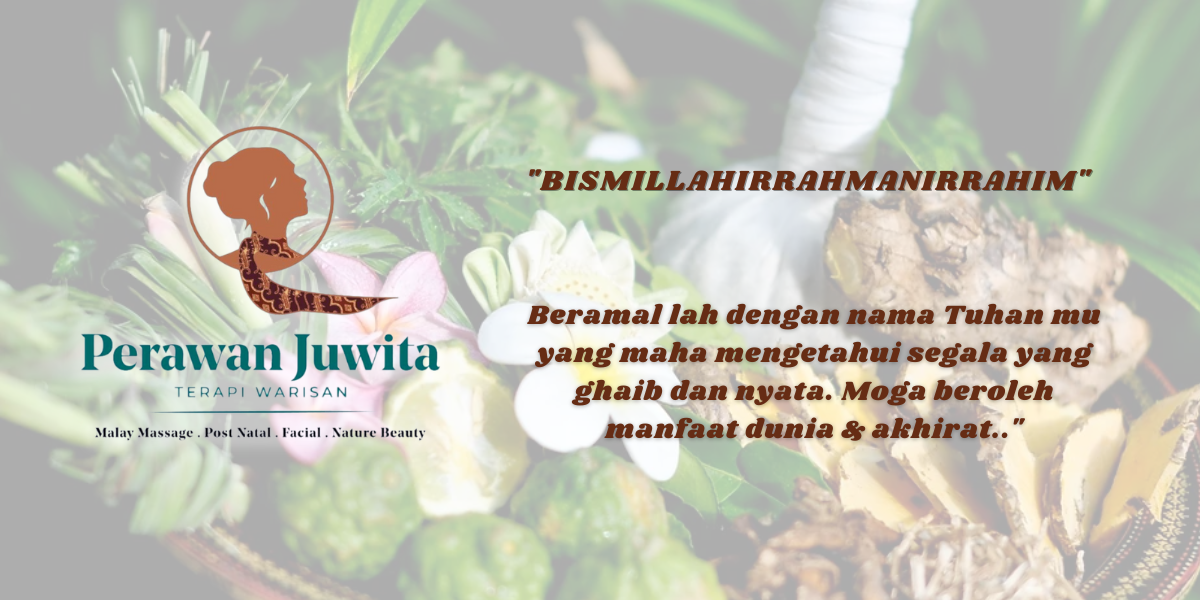 Perawan Juwita
TERAPI WARISAN
Malay Massage . Post Natal . Facial . Nature Beauty
"BISMILLAHIRRAHMANIRRAHIM"
Beramal lah dengan nama Tuhan mu
yang maha mengetahui segala yang
ghaib dan nyata. Moga beroleh
manfaat dunia & akhirat.."